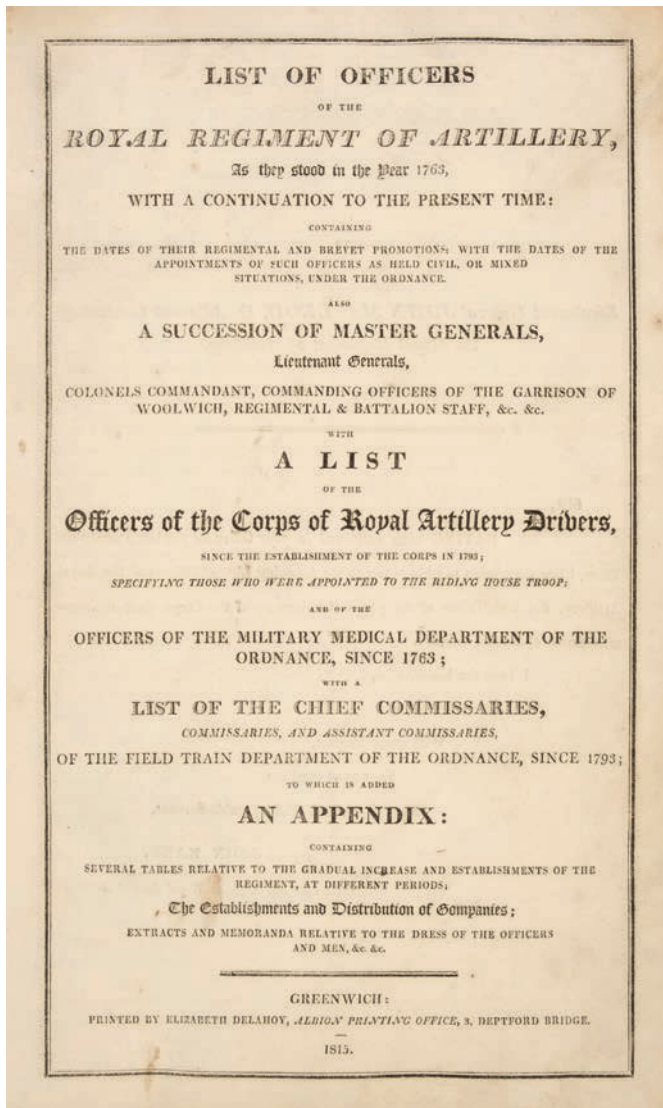 LIST OF OFFICERS
OF THE
ROYAL REGIMENT OF ARTILLERY,
As they stood in the Year 1763,
WITH A CONTINUATION TO THE PRESENT TIME:
CONTAINING
THE DATES OF THEIR REGIMENTAL AND BREVET PROMOTIONS; WITH THE DATES OF THE
APPOINTMENTS OF SUCH OFFICERS AS HELD CIVIL, OR MIXED
SITUATIONS, UNDER THE ORDNANCE.
ALSO
A SUCCESSION OF MASTER GENERALS,
Lieutenant Generals,
COLONELS COMMANDANT, COMMANDING OFFICERS OF THE GARRISON OF
WOOLWICH, REGIMENTAL & BATTALION STAFF, &c. &c.
WITH
A LIST
OF THE
Officers of the Corps of Royal Artillery Drivers,
SINCE THE ESTABLISHMENT OF THE CORPS IN 1793;
SPECIFYING THOSE WHO WERE APPOINTED TO THE RIDING HOUSE TROOP:
AND OF THE
OFFICERS OF THE MILITARY MEDICAL DEPARTMENT OF THE
ORDNANCE, SINCE 1763;
WITH A
LIST OF THE CHIEF COMMISSARIES,
COMMISSARIES, AND ASSISTANT COMMISSARIES,
OF THE FIELD TRAIN DEPARTMENT OF THE ORDNANCE, SINCE 1793;
TO WHICH IS ADDED
AN APPENDIX:
CONTAINING
SEVERAL TABLES RELATIVE TO THE GRADUAL INCREASE AND ESTABLISHMENTS OF THE
REGIMENT, AT DIFFERENT PERIODS;
The Establishments and Distribution of Gompanies;
EXTRACTS AND MEMORANDA RELATIVE TO THE DRESS OF THE OFFICERS
AND MEN, &c. &c.
GREENWICH:
PRINTED BY ELIZABETH DELAHOY, ALBION PRINTING OFFICE, 3, DEPTFORD BRIDGE.
1815.